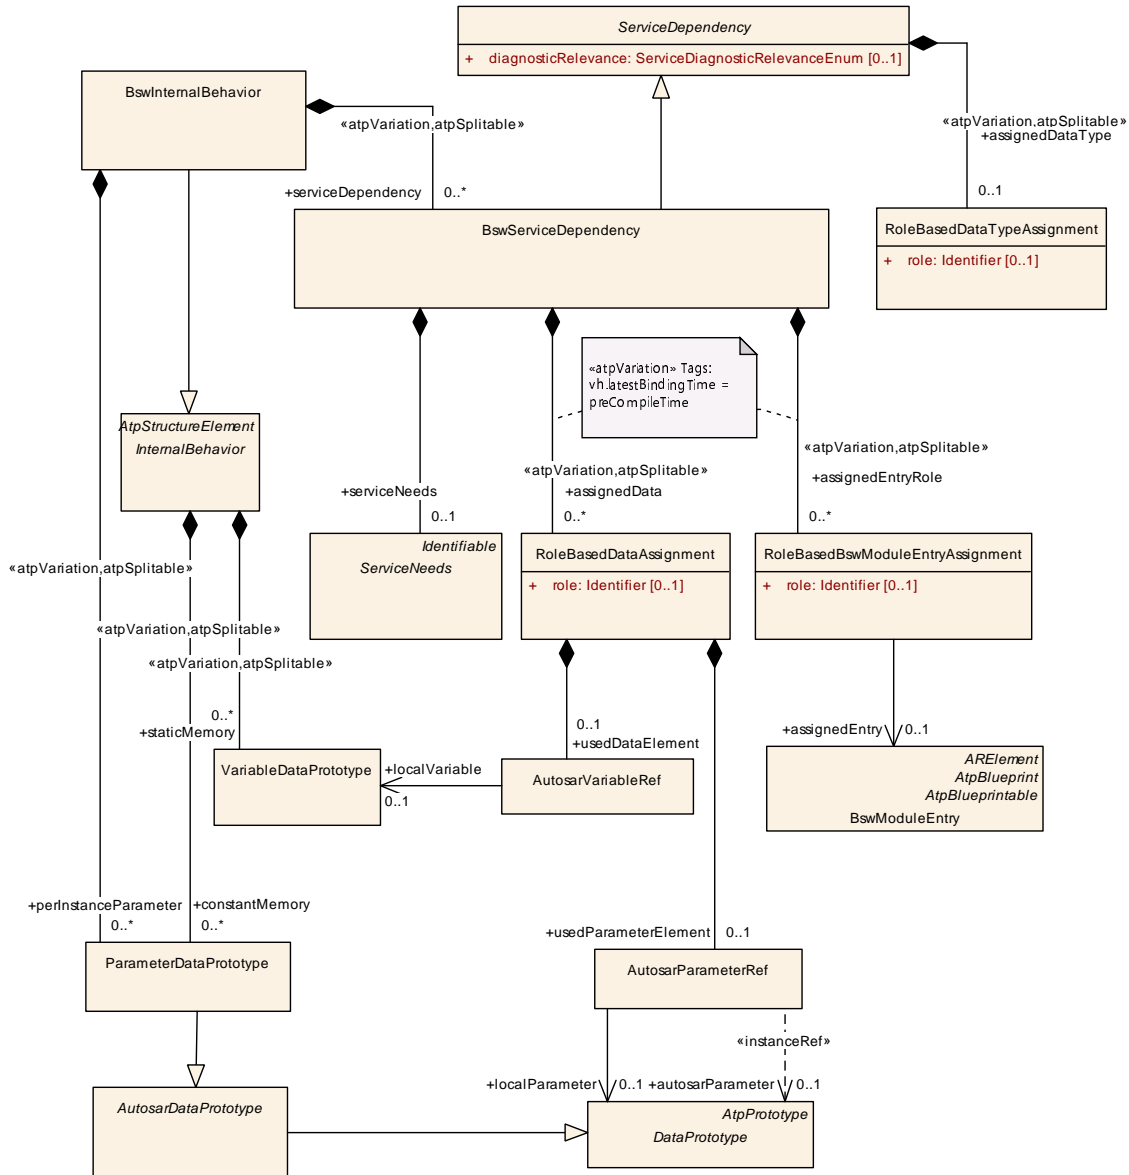 ServiceDependency
+ diagnosticRelevance: ServiceDiagnosticRelevanceEnum [0..1]
BswInternalBehavior
«atpVariation,atpSplitable»
+serviceDependency 0..*
«atpVariation,atpSplitable»
+assignedDataType
0..1
BswServiceDependency
RoleBasedDataTypeAssignment
+ role: Identifier [0..1]
«atpVariation» Tags:
vh.latestBindingTime =
preCompileTime
AtpStructureElement
InternalBehavior
«atpVariation,atpSplitable»
+assignedEntryRole
0..*
«atpVariation,atpSplitable»
+assignedData
0..*
+serviceNeeds
0..1
Identifiable
ServiceNeeds
RoleBasedDataAssignment
+ role: Identifier [0..1]
RoleBasedBswModuleEntryAssignment
+ role: Identifier [0..1]
«atpVariation,atpSplitable»
«atpVariation,atpSplitable»
«atpVariation,atpSplitable»
0..*
+staticMemory
0..1
+usedDataElement
+assignedEntry 0..1
VariableDataPrototype
+localVariable
0..1
AutosarVariableRef
ARElement
AtpBlueprint
AtpBlueprintable
BswModuleEntry
+perInstanceParameter
0..*
+constantMemory
0..*
+usedParameterElement 0..1
ParameterDataPrototype
AutosarParameterRef
«instanceRef»
+localParameter 0..1
+autosarParameter 0..1
AutosarDataPrototype
AtpPrototype
DataPrototype